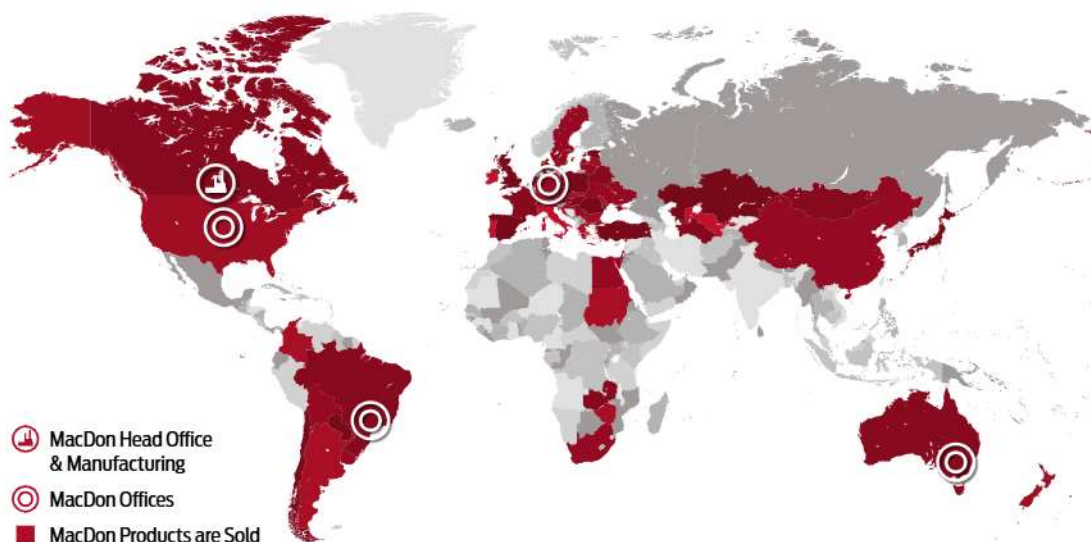 MacDon Head Office
& Manufacturing
MacDon Offices
MacDon Products are Sold